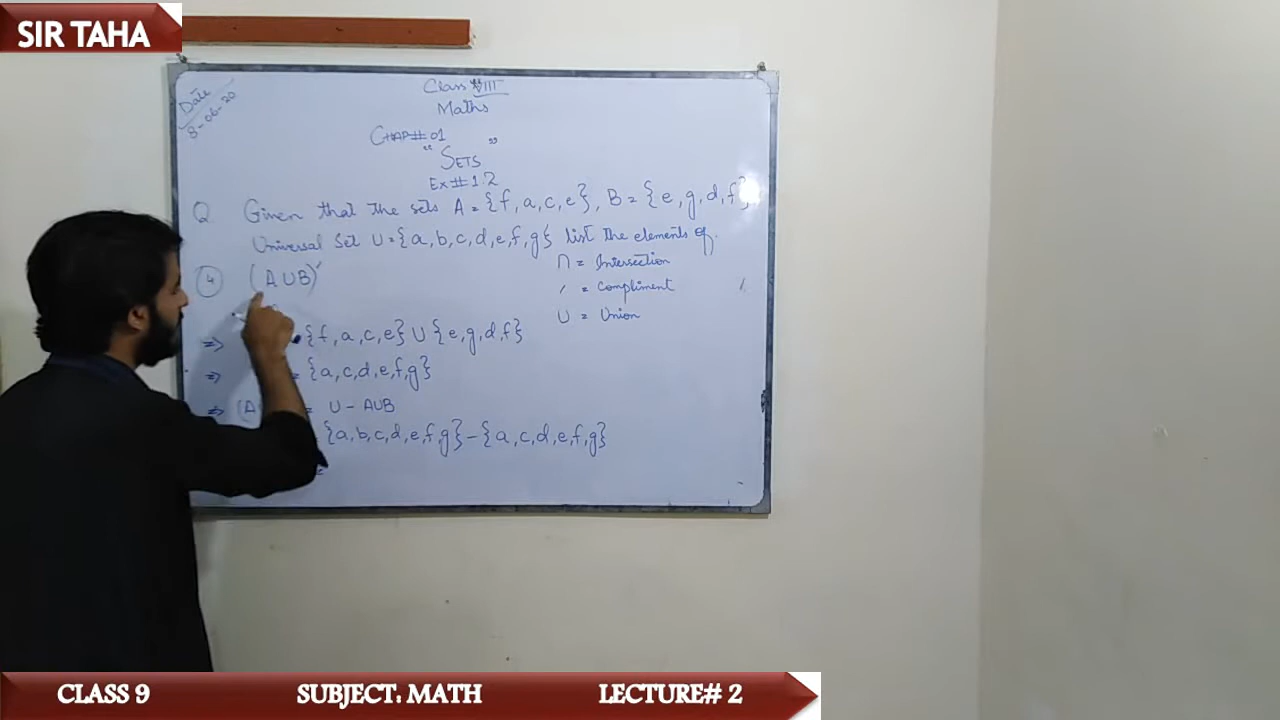 SIR TAHA
Date
8-06-20
Class VIII
Maths
CHAP# 01
"SETS"
Ex# 1.2
Q Given that the sets A = {f, a, c, e}, B = {e, g, d, f}
Universal Set U = {a, b, c, d, e, f, g} list the elements of.
∩ = Intersection
4 (A ∪ B)′
′ = Compliment
∪ = Union
=> {f, a, c, e} ∪ {e, g, d, f}
=> = {a, c, d, e, f, g}
=> (A = U - A∪B
{a, b, c, d, e, f, g} - {a, c, d, e, f, g}
CLASS 9 SUBJECT: MATH LECTURE# 2